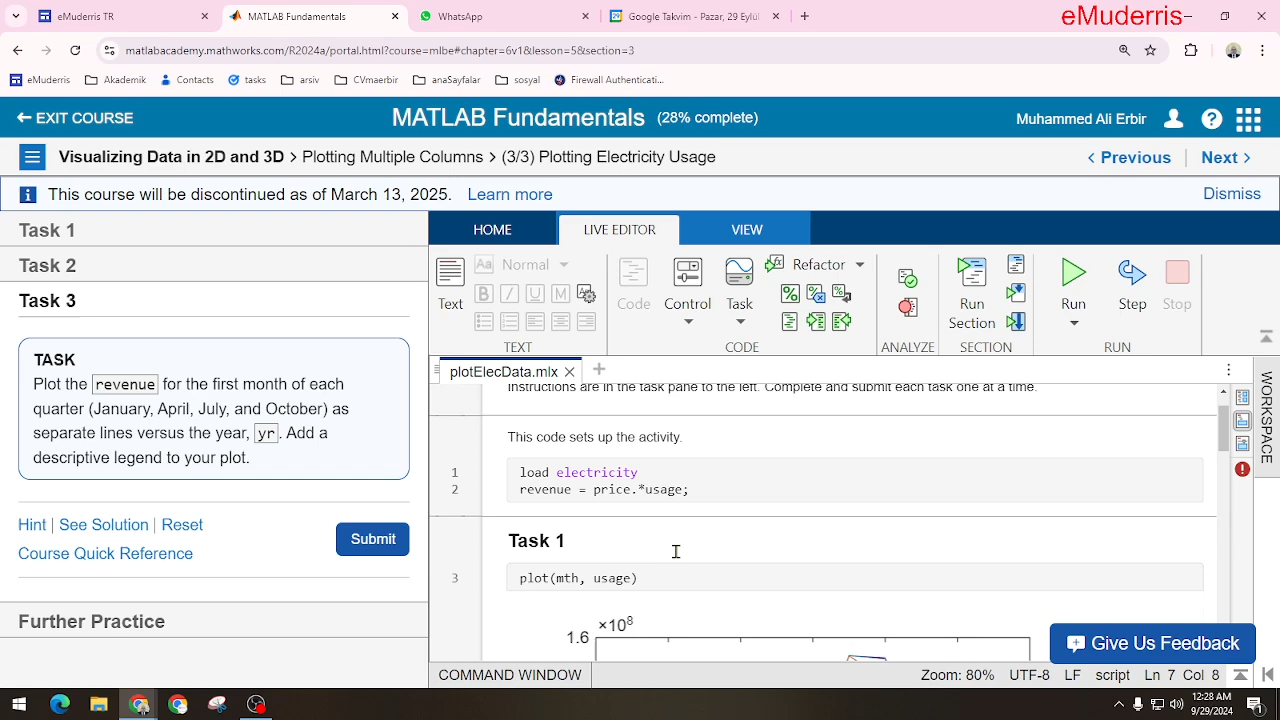 eMuderris TR
MATLAB Fundamentals
WhatsApp
Google Takvim - Pazar, 29 Eylül
eMuderris
matlabacademy.mathworks.com/R2024a/portal.html?course=mlbe#chapter=6v1&lesson=5&section=3
eMuderris
Akademik
Contacts
tasks
arsiv
CVmaerbir
anaSayfalar
sosyal
Firewall Authenticati...
EXIT COURSE
MATLAB Fundamentals (28% complete)
Muhammed Ali Erbir
Visualizing Data in 2D and 3D > Plotting Multiple Columns > (3/3) Plotting Electricity Usage
< Previous
Next >
This course will be discontinued as of March 13, 2025. Learn more
Dismiss
Task 1
Task 2
Task 3
TASK
Plot the revenue for the first month of each
quarter (January, April, July, and October) as
separate lines versus the year, yr. Add a
descriptive legend to your plot.
Hint | See Solution | Reset
Course Quick Reference
Submit
Further Practice
HOME
LIVE EDITOR
VIEW
Text
Aa Normal
B I U M
TEXT
Code
Control
Task
Refactor
CODE
ANALYZE
Run
Section
SECTION
Run
Step
Stop
RUN
plotElecData.mlx
WORKSPACE
Instructions are in the task pane to the left. Complete and submit each task one at a time.
This code sets up the activity.
1 load electricity
2 revenue = price.*usage;
Task 1
3 plot(mth, usage)
×10⁸
1.6
Give Us Feedback
COMMAND WINDOW
Zoom: 80% UTF-8 LF script Ln 7 Col 8
12:28 AM
9/29/2024